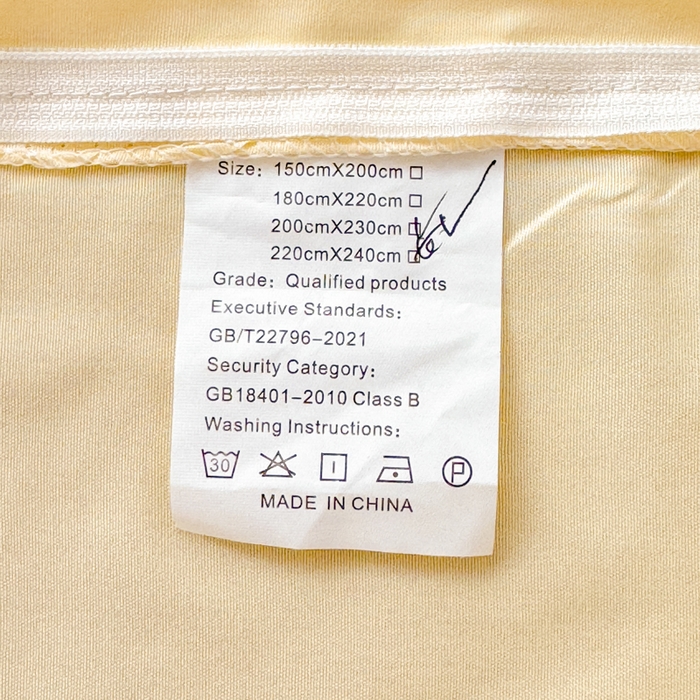 Size: 150cmX200cm □
180cmX220cm □
200cmX230cm □
220cmX240cm □
Grade: Qualified products
Executive Standards:
GB/T22796-2021
Security Category:
GB18401-2010 Class B
Washing Instructions:
30 P
MADE IN CHINA